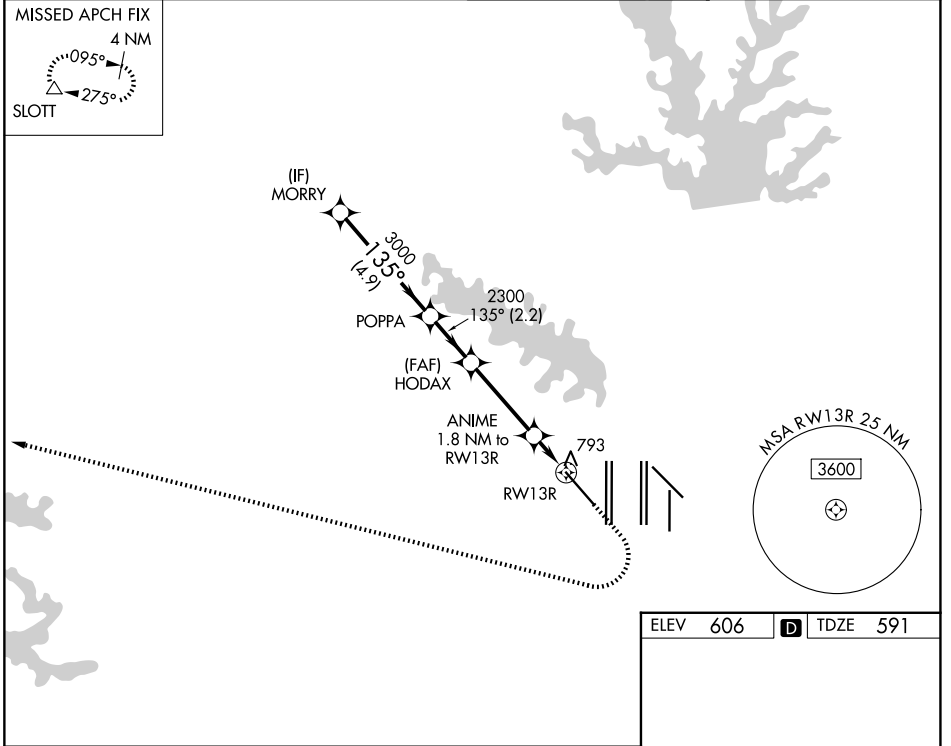 MISSED APCH FIX
4 NM
095°
275°
SLOTT
(IF)
MORRY
3000
135°
(4.9)
2300
135° (2.2)
POPPA
(FAF)
HODAX
ANIME
1.8 NM to
RW13R
793
RW13R
MSA RW13R 25 NM
3600
ELEV 606 D TDZE 591